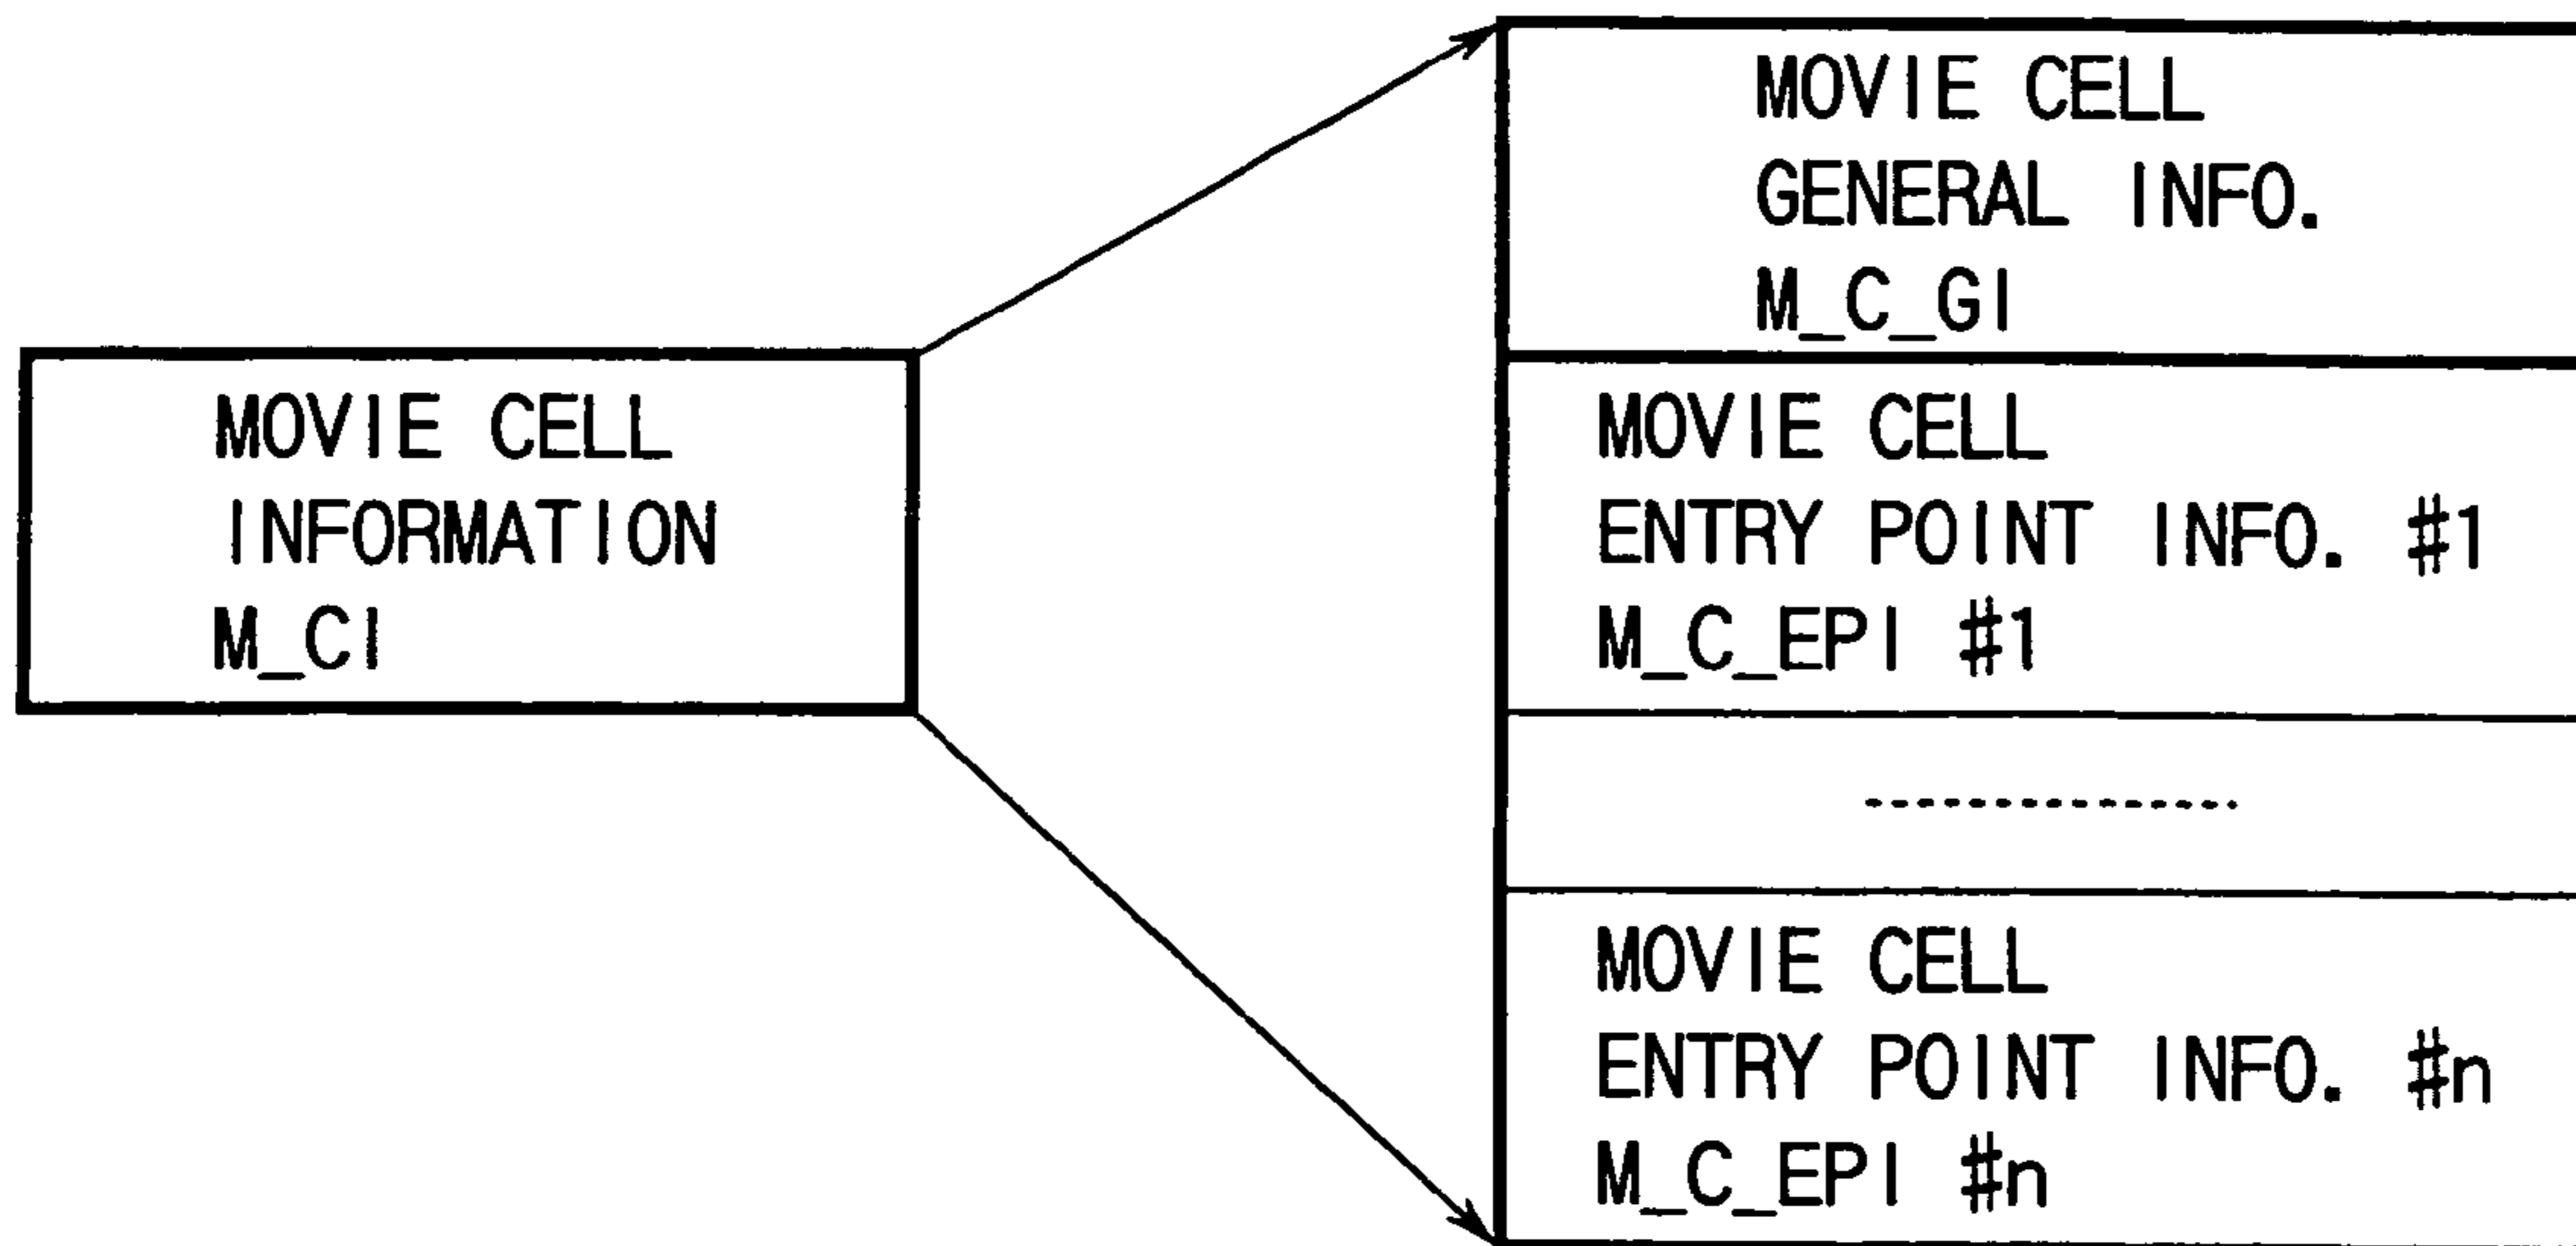 MOVIE CELL
INFORMATION
M_CI
MOVIE CELL
GENERAL INFO.
M_C_GI
MOVIE CELL
ENTRY POINT INFO. #1
M_C_EPI #1
MOVIE CELL
ENTRY POINT INFO. #n
M_C_EPI #n